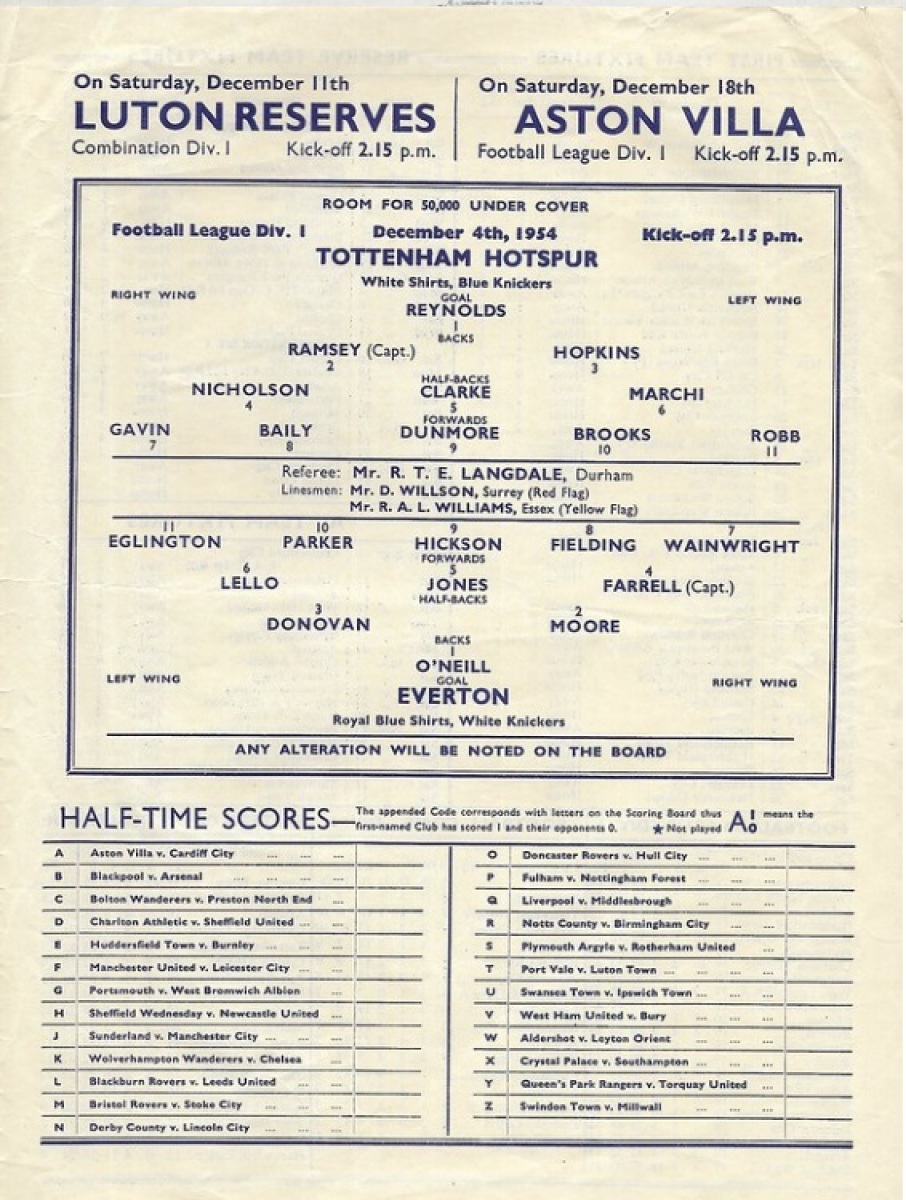 On Saturday, December 11th
LUTON RESERVES
Combination Div. 1 Kick-off 2.15 p.m.
On Saturday, December 18th
ASTON VILLA
Football League Div. 1 Kick-off 2.15 p.m.
ROOM FOR 50,000 UNDER COVER
Football League Div. 1 December 4th, 1954 Kick-off 2.15 p.m.
TOTTENHAM HOTSPUR
White Shirts, Blue Knickers
RIGHT WING GOAL LEFT WING
REYNOLDS
1
BACKS
RAMSEY (Capt.) HOPKINS
2 3
HALF-BACKS
NICHOLSON CLARKE MARCHI
4 5 6
FORWARDS
GAVIN BAILY DUNMORE BROOKS ROBB
7 8 9 10 11
Referee: Mr. R. T. E. LANGDALE, Durham
Linesmen: Mr. D. WILLSON, Surrey (Red Flag)
Mr. R. A. L. WILLIAMS, Essex (Yellow Flag)
11 10 9 8 7
EGLINGTON PARKER HICKSON FIELDING WAINWRIGHT
FORWARDS
6 5 4
LELLO JONES FARRELL (Capt.)
HALF-BACKS
3 2
DONOVAN MOORE
BACKS
1
O'NEILL
LEFT WING GOAL RIGHT WING
EVERTON
Royal Blue Shirts, White Knickers
ANY ALTERATION WILL BE NOTED ON THE BOARD
HALF-TIME SCORES— The appended Code corresponds with letters on the Scoring Board thus A 1 0 means the
first-named Club has scored 1 and their opponents 0. ★ Not played
A Aston Villa v. Cardiff City ... ... ...
B Blackpool v. Arsenal ... ... ...
C Bolton Wanderers v. Preston North End ...
D Charlton Athletic v. Sheffield United ... ...
E Huddersfield Town v. Burnley ... ... ...
F Manchester United v. Leicester City ... ...
G Portsmouth v. West Bromwich Albion ...
H Sheffield Wednesday v. Newcastle United ...
J Sunderland v. Manchester City ... ... ...
K Wolverhampton Wanderers v. Chelsea ...
L Blackburn Rovers v. Leeds United ... ...
M Bristol Rovers v. Stoke City ... ... ...
N Derby County v. Lincoln City ... ... ...
O Doncaster Rovers v. Hull City ... ... ...
P Fulham v. Nottingham Forest ... ... ...
Q Liverpool v. Middlesbrough ... ... ...
R Notts County v. Birmingham City ... ...
S Plymouth Argyle v. Rotherham United ...
T Port Vale v. Luton Town ... ... ... ...
U Swansea Town v. Ipswich Town ... ... ...
V West Ham United v. Bury ... ... ...
W Aldershot v. Leyton Orient ... ... ...
X Crystal Palace v. Southampton ... ... ...
Y Queen's Park Rangers v. Torquay United ...
Z Swindon Town v. Millwall ... ... ...